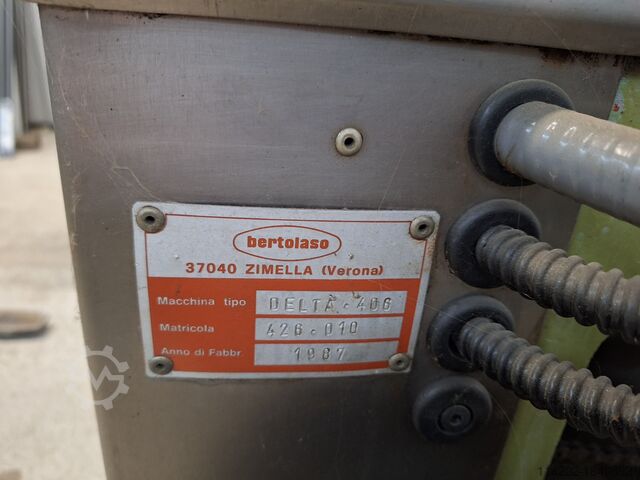 bertolaso
37040 ZIMELLA (Verona)
Macchina tipo DELTA.406
Matricola 426.010
Anno di Fabbr. 1987